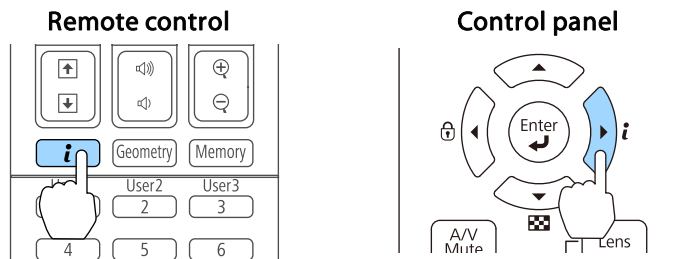 Remote control
Control panel
i
Geometry
Memory
User2
User3
2
3
4
5
6
Enter
i
A/V
Mute
Lens